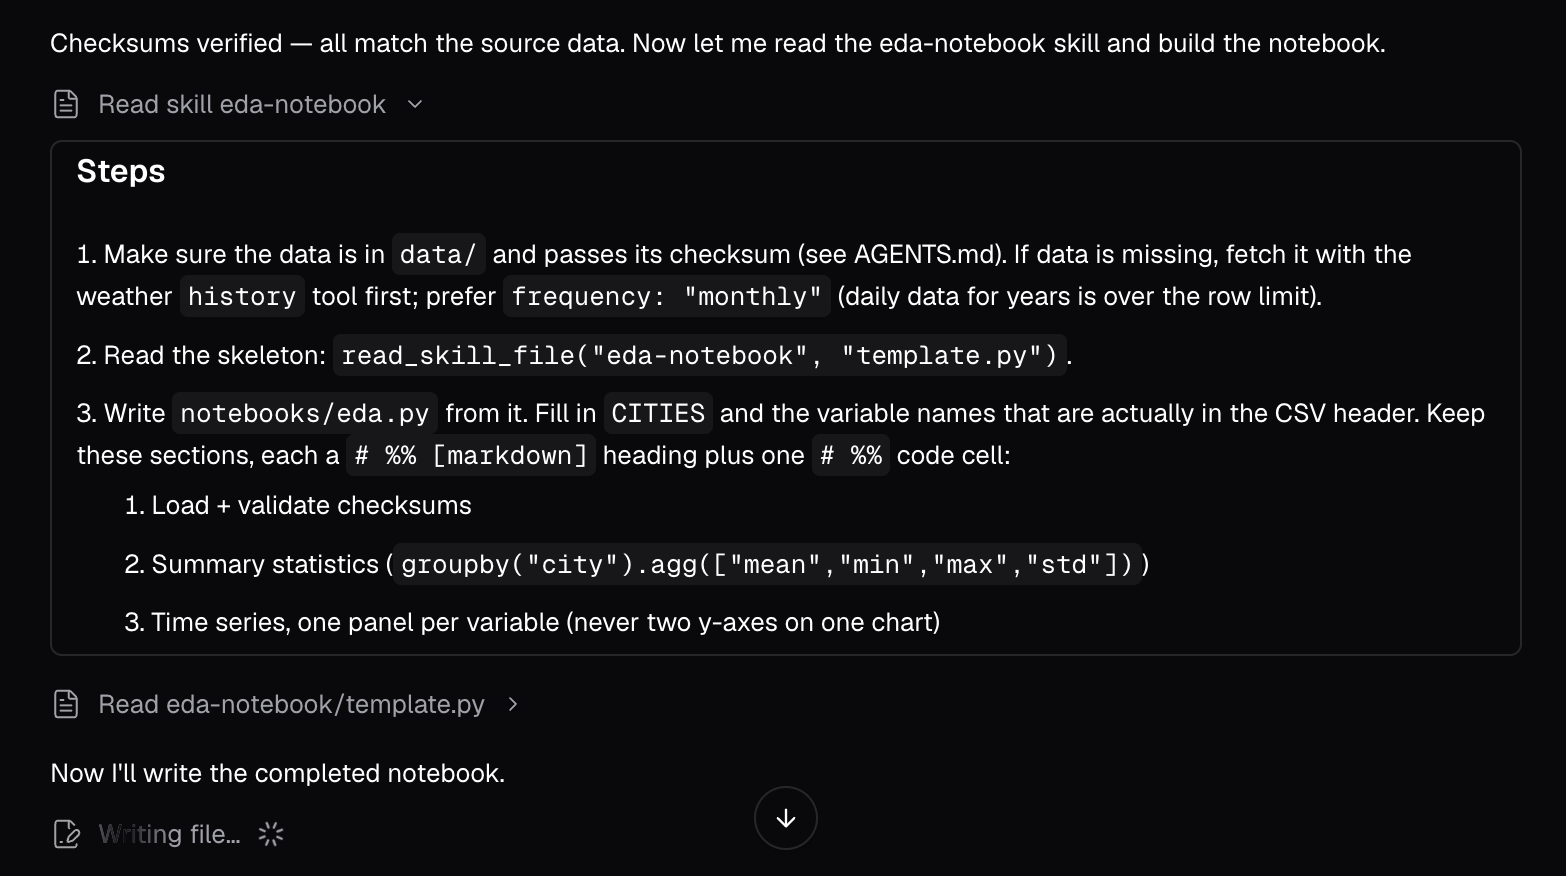 Checksums verified — all match the source data. Now let me read the eda-notebook skill and build the notebook.
Read skill eda-notebook
Steps
1. Make sure the data is in data/ and passes its checksum (see AGENTS.md). If data is missing, fetch it with the
weather history tool first; prefer frequency: "monthly" (daily data for years is over the row limit).
2. Read the skeleton: read_skill_file("eda-notebook", "template.py").
3. Write notebooks/eda.py from it. Fill in CITIES and the variable names that are actually in the CSV header. Keep
these sections, each a # %% [markdown] heading plus one # %% code cell:
1. Load + validate checksums
2. Summary statistics (groupby("city").agg(["mean","min","max","std"]))
3. Time series, one panel per variable (never two y-axes on one chart)
Read eda-notebook/template.py
Now I'll write the completed notebook.
Writing file...